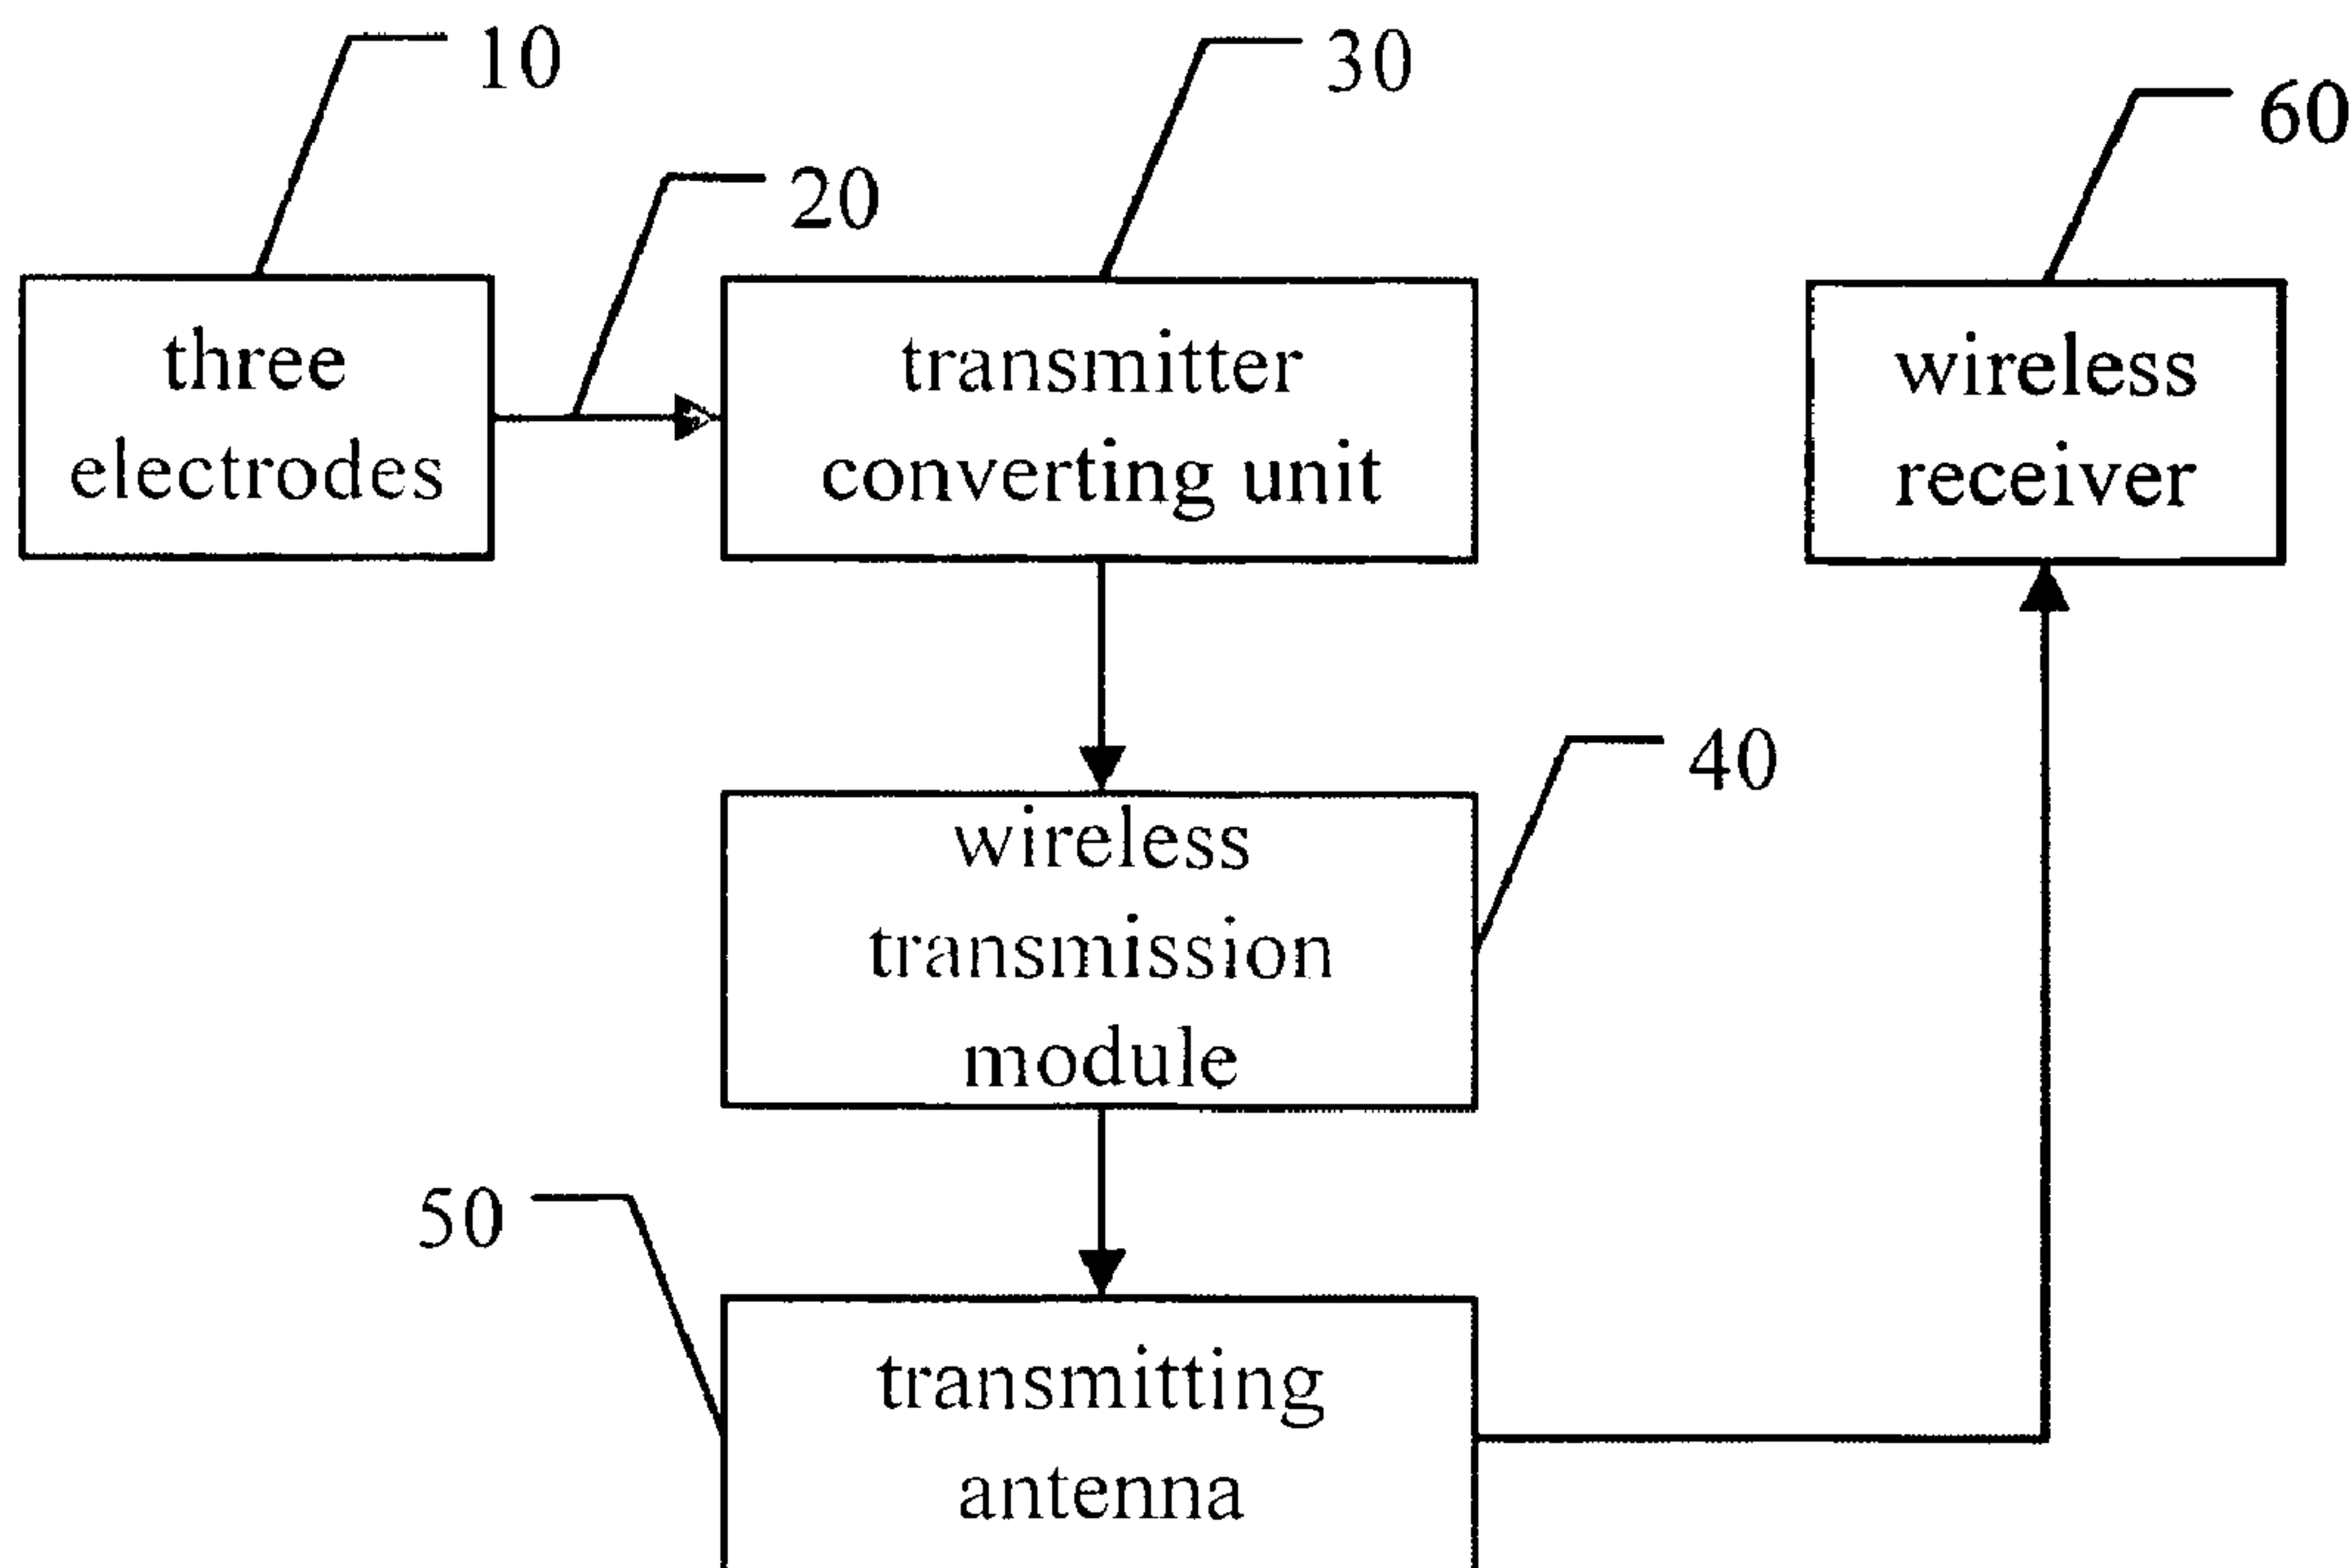 10
30
60
20
three
electrodes
transmitter
converting unit
wireless
receiver
40
wireless
transmission
module
50
transmitting
antenna